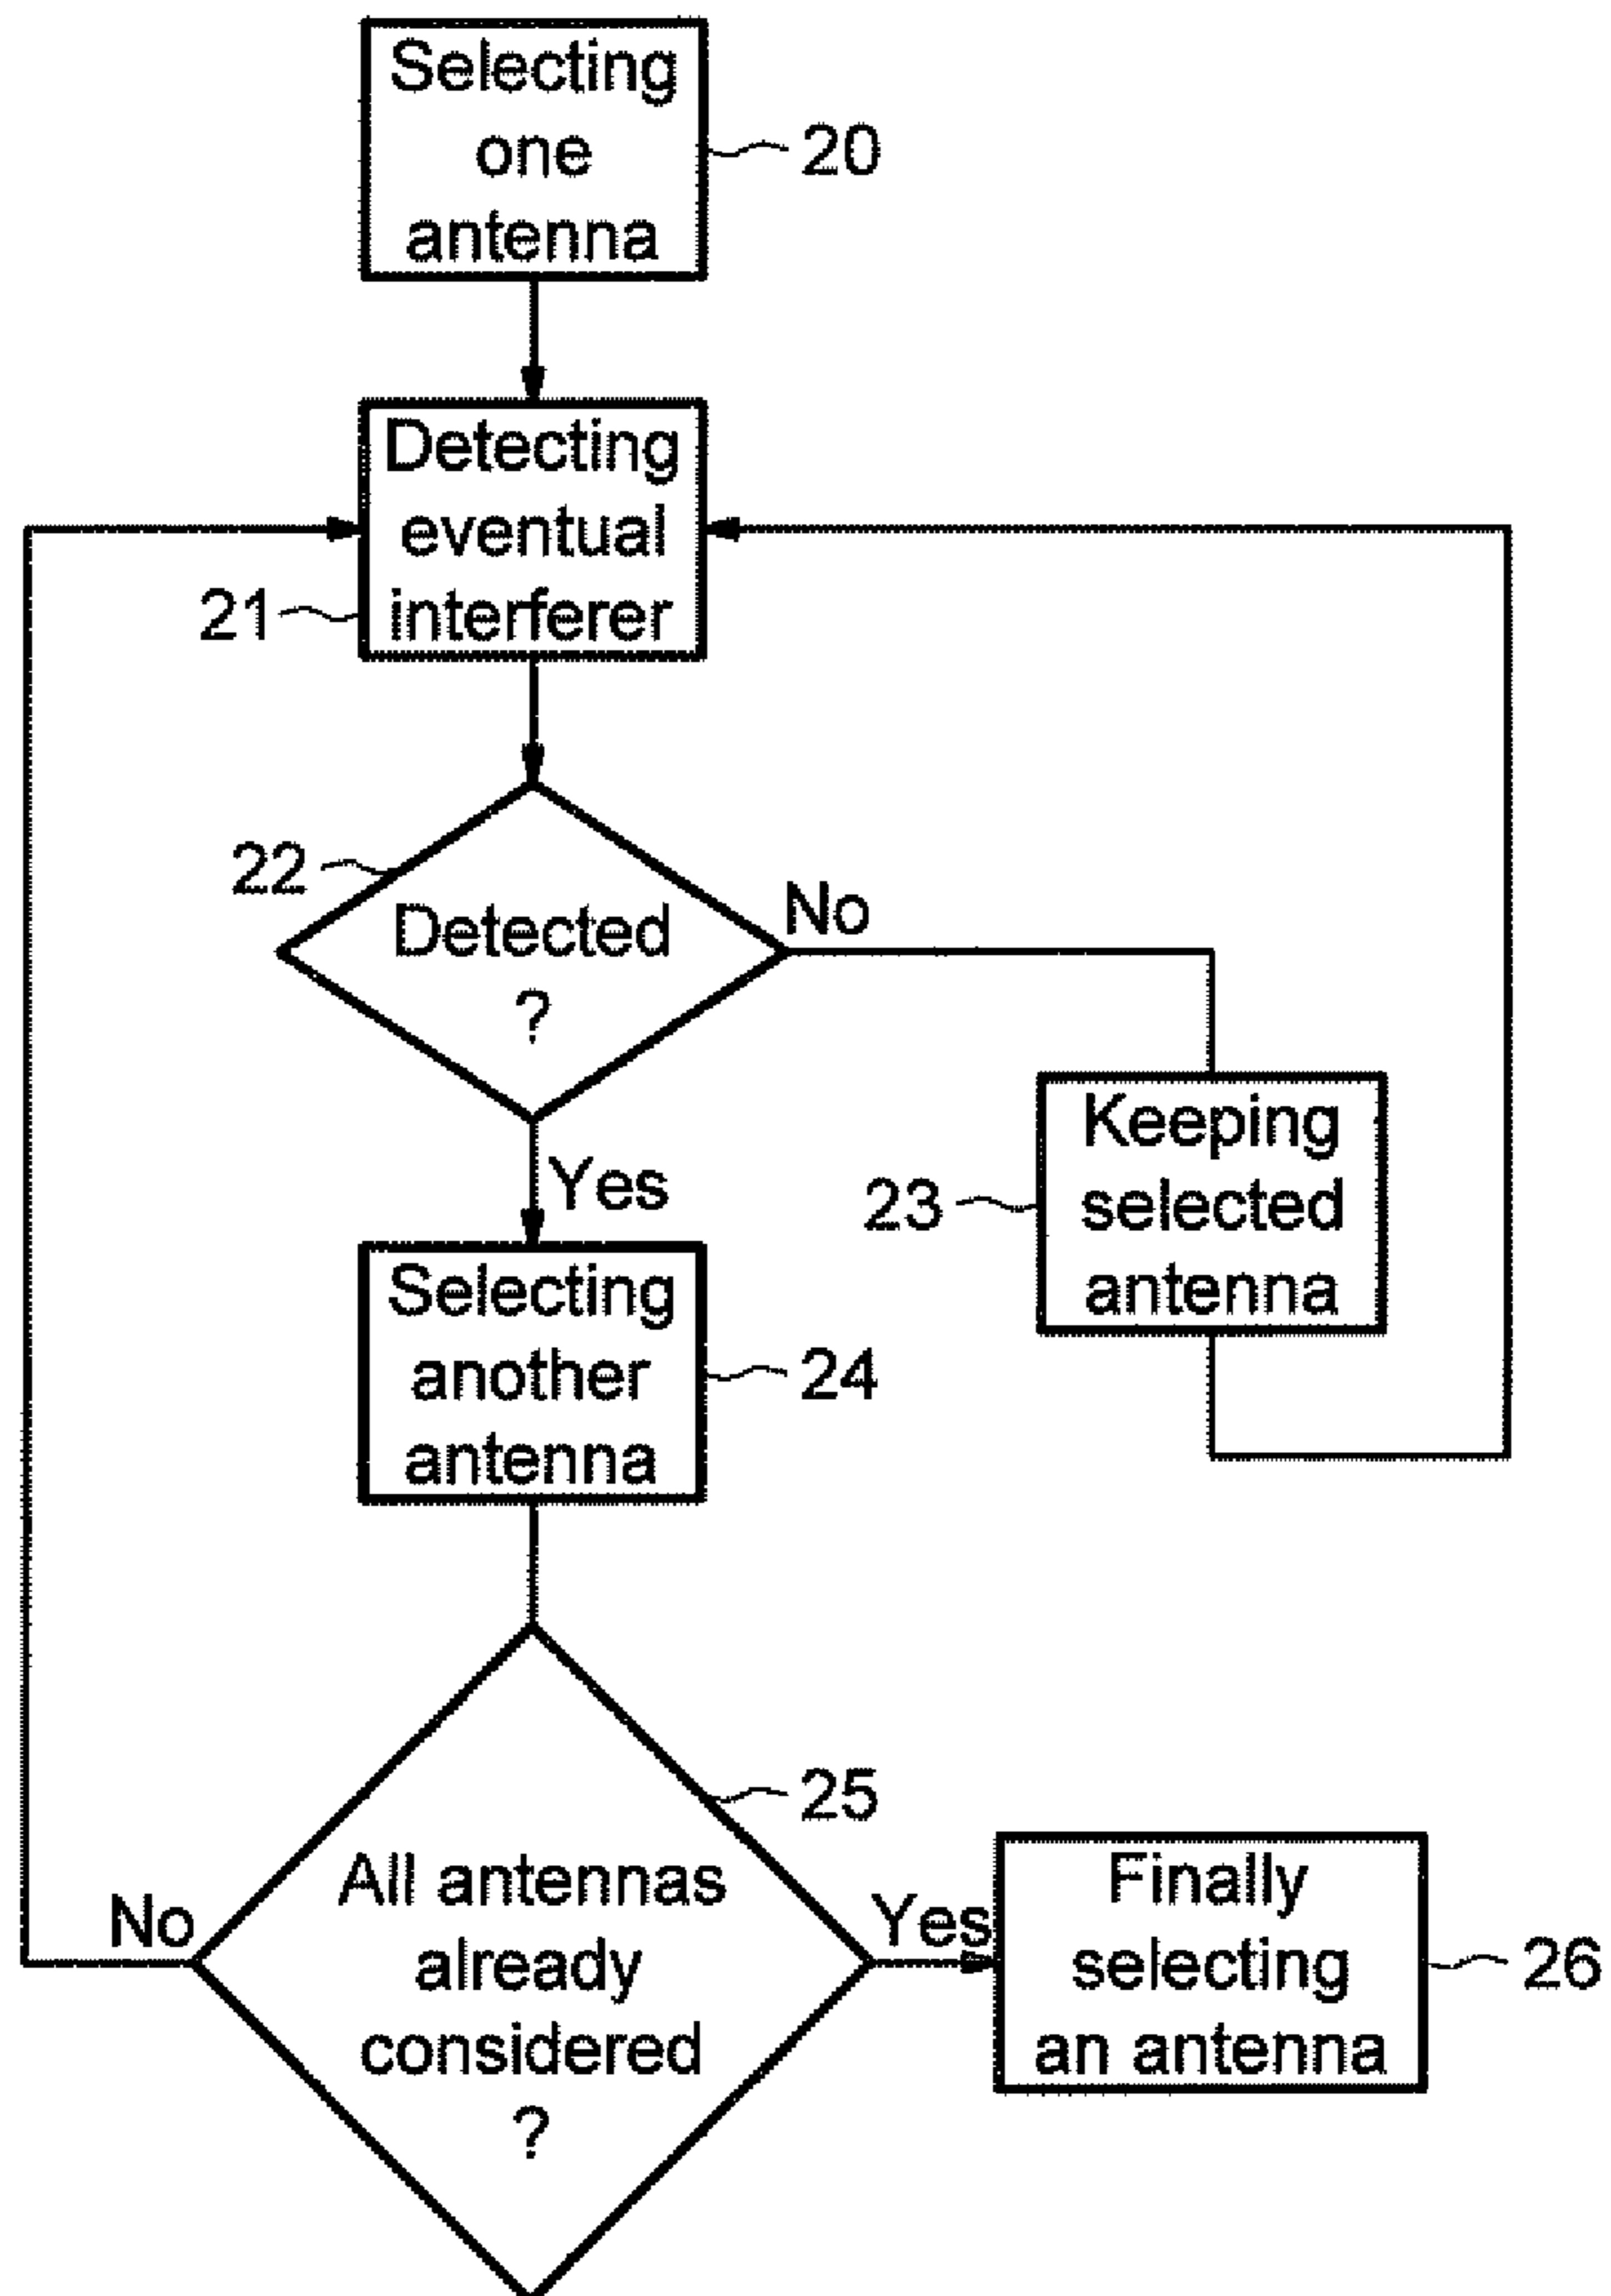 Selecting
one
antenna
20
Detecting
eventual
interferer
21
22
Detected
?
No
Yes
Keeping
selected
antenna
23
Selecting
another
antenna
24
25
All antennas
already
considered
?
No
Yes
Finally
selecting
an antenna
26